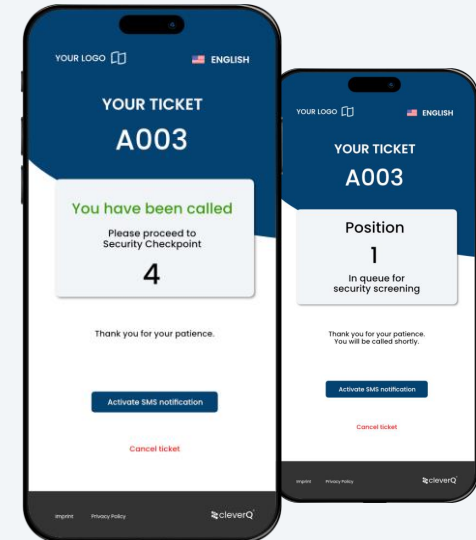 YOUR LOGO
ENGLISH
YOUR TICKET
A003
You have been called
Please proceed to
Security Checkpoint
4
Thank you for your patience.
Activate SMS notification
Cancel ticket
Imprint
Privacy Policy
cleverQ
YOUR LOGO
ENGLISH
YOUR TICKET
A003
Position
1
In queue for
security screening
Thank you for your patience.
You will be called shortly.
Activate SMS notification
Cancel ticket
Imprint
Privacy Policy
cleverQ